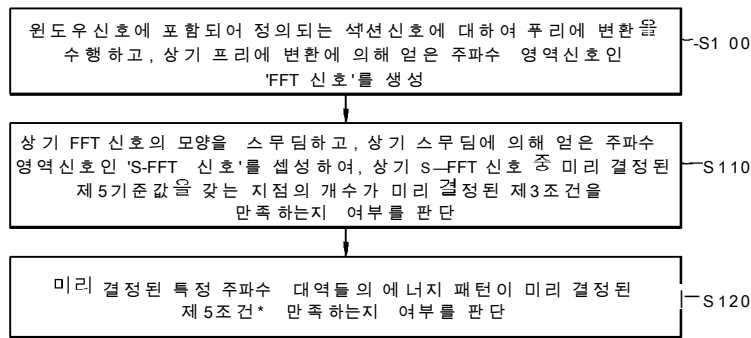 윈도우신호에 포함되어 정의되는 섹션신호에 대하여 푸리에 변환을
수행하고, 상기 프리에 변환에 의해 얻은 주파수 영역신호인
'FFT 신호'를 생성
-S1 00
상기 FFT 신호의 모양을 스무딤하고, 상기 스무딤에 의해 얻은 주파수
영역신호인 'S-FFT 신호'를 셉성하여, 상기 S—FFT 신호 중 미리 결정된
제5기준값을 갖는 지점의 개수가 미리 결정된 제3조건을
만족하는지 여부를 판단
S110
미리 결정된 특정 주파수 대역들의 에너지 패턴이 미리 결정된
제5조건* 만족하는지 여부를 판단
S120